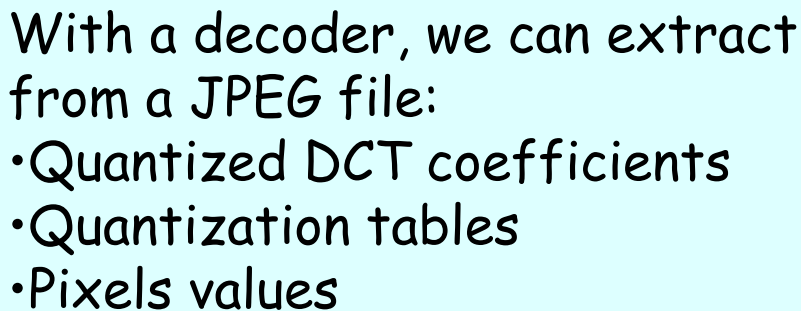 With a decoder, we can extract
from a JPEG file:
•Quantized DCT coefficients
•Quantization tables
•Pixels values